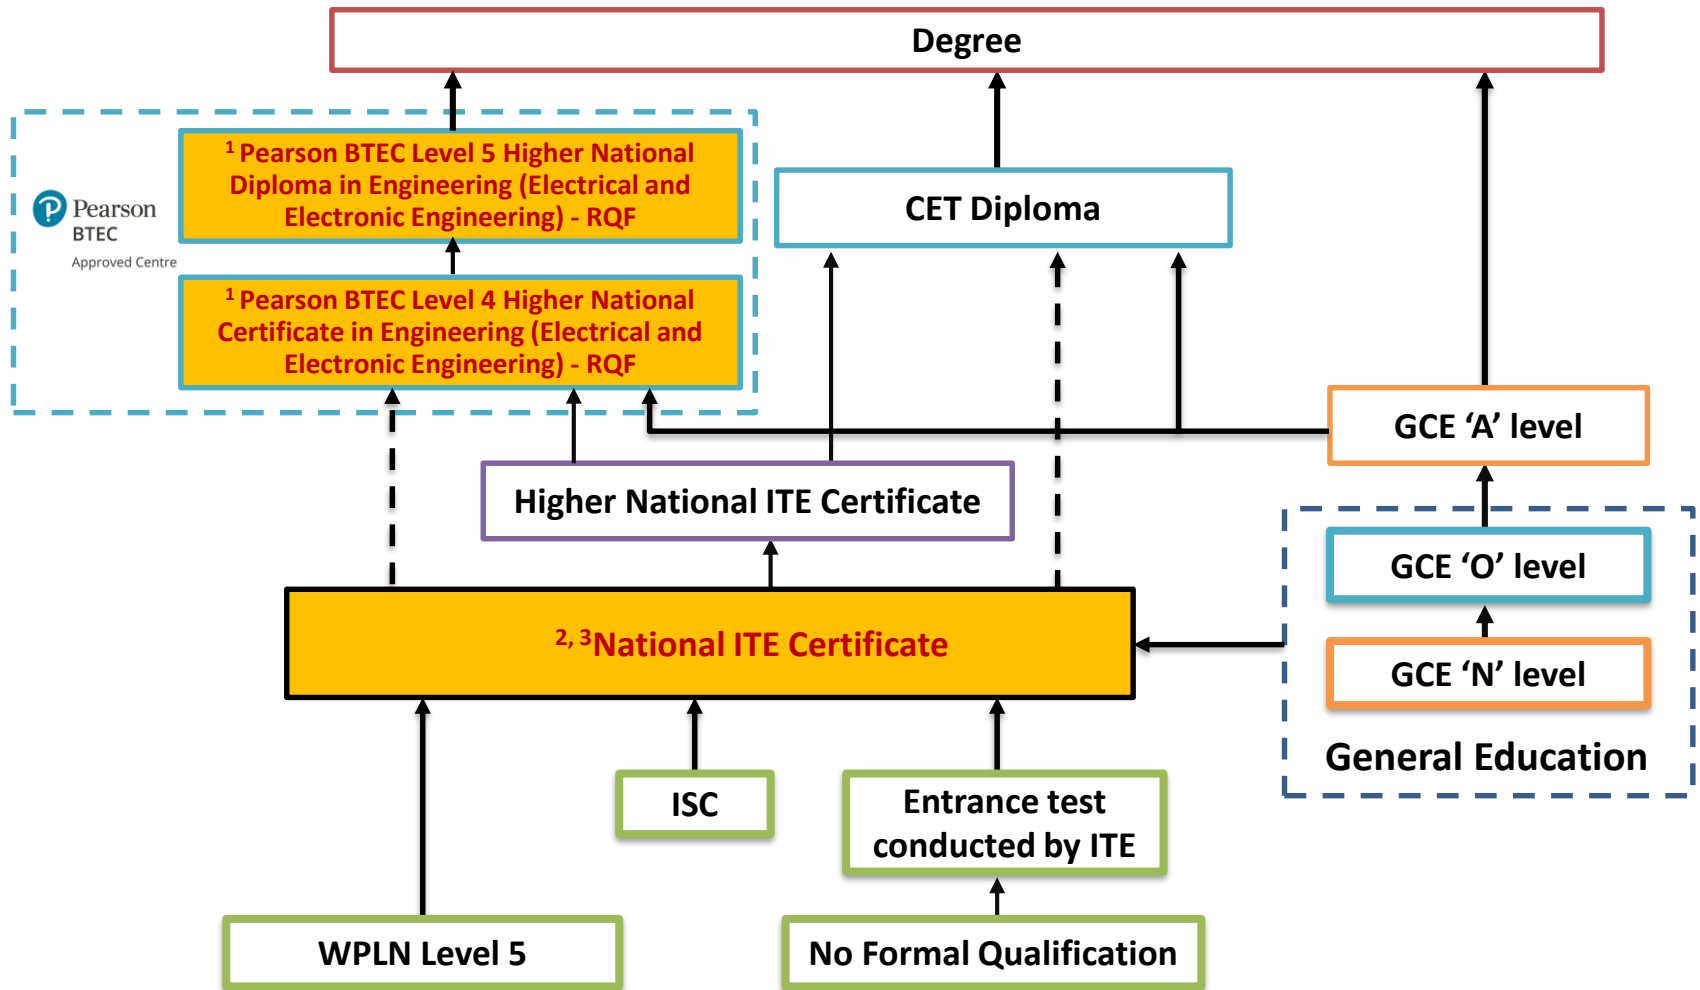 Degree
¹ Pearson BTEC Level 5 Higher National
Diploma in Engineering (Electrical and
Electronic Engineering) - RQF
Pearson
BTEC
Approved Centre
CET Diploma
¹ Pearson BTEC Level 4 Higher National
Certificate in Engineering (Electrical and
Electronic Engineering) - RQF
GCE ‘A’ level
Higher National ITE Certificate
GCE ‘O’ level
²,³National ITE Certificate
GCE ‘N’ level
General Education
ISC
Entrance test
conducted by ITE
WPLN Level 5
No Formal Qualification